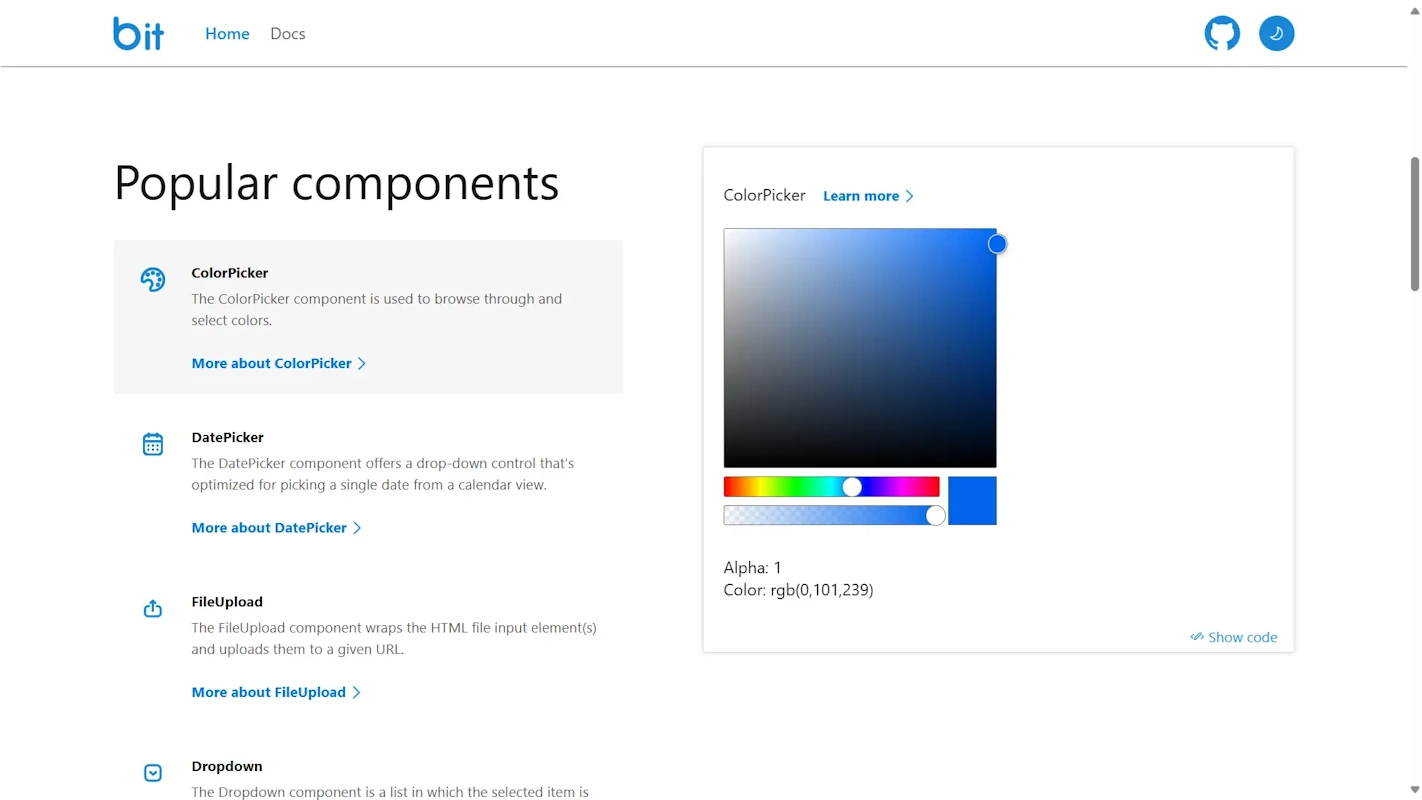 bit
Home
Docs
Popular components
ColorPicker
The ColorPicker component is used to browse through and
select colors.
More about ColorPicker
DatePicker
The DatePicker component offers a drop-down control that's
optimized for picking a single date from a calendar view.
More about DatePicker
FileUpload
The FileUpload component wraps the HTML file input element(s)
and uploads them to a given URL.
More about FileUpload
Dropdown
The Dropdown component is a list in which the selected item is
ColorPicker
Learn more
Alpha: 1
Color: rgb(0,101,239)
Show code